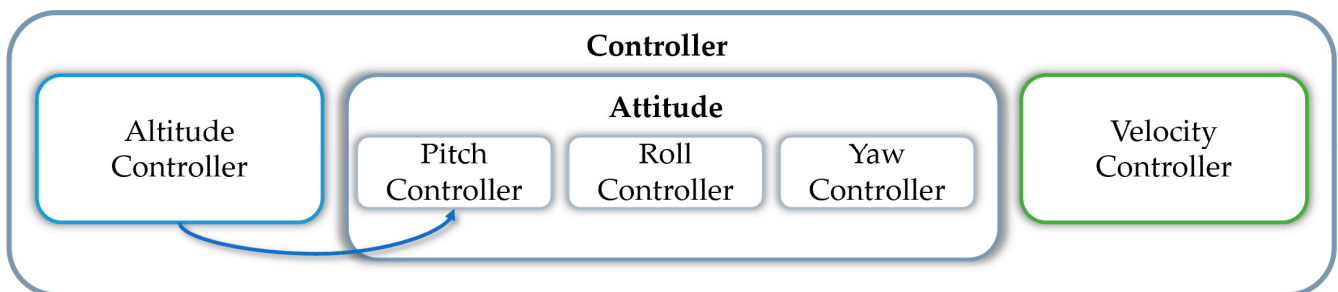 Controller
Altitude
Controller
Attitude
Pitch
Controller
Roll
Controller
Yaw
Controller
Velocity
Controller